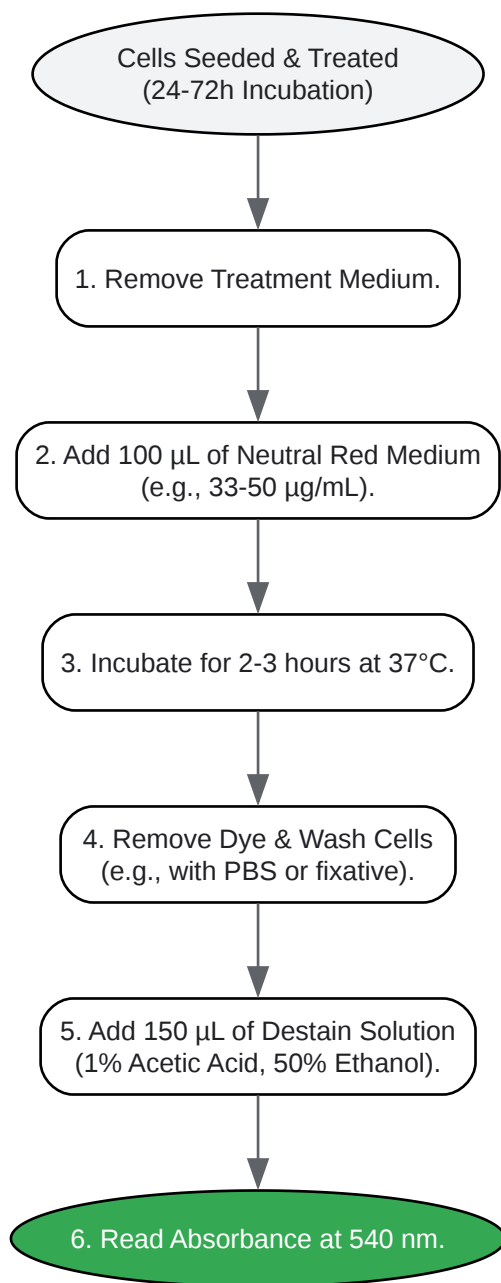 Cells Seeded & Treated
(24-72h Incubation)
1. Remove Treatment Medium.
2. Add 100 µL of Neutral Red Medium
(e.g., 33-50 µg/mL).
3. Incubate for 2-3 hours at 37°C.
4. Remove Dye & Wash Cells
(e.g., with PBS or fixative).
5. Add 150 µL of Destain Solution
(1% Acetic Acid, 50% Ethanol).
6. Read Absorbance at 540 nm.